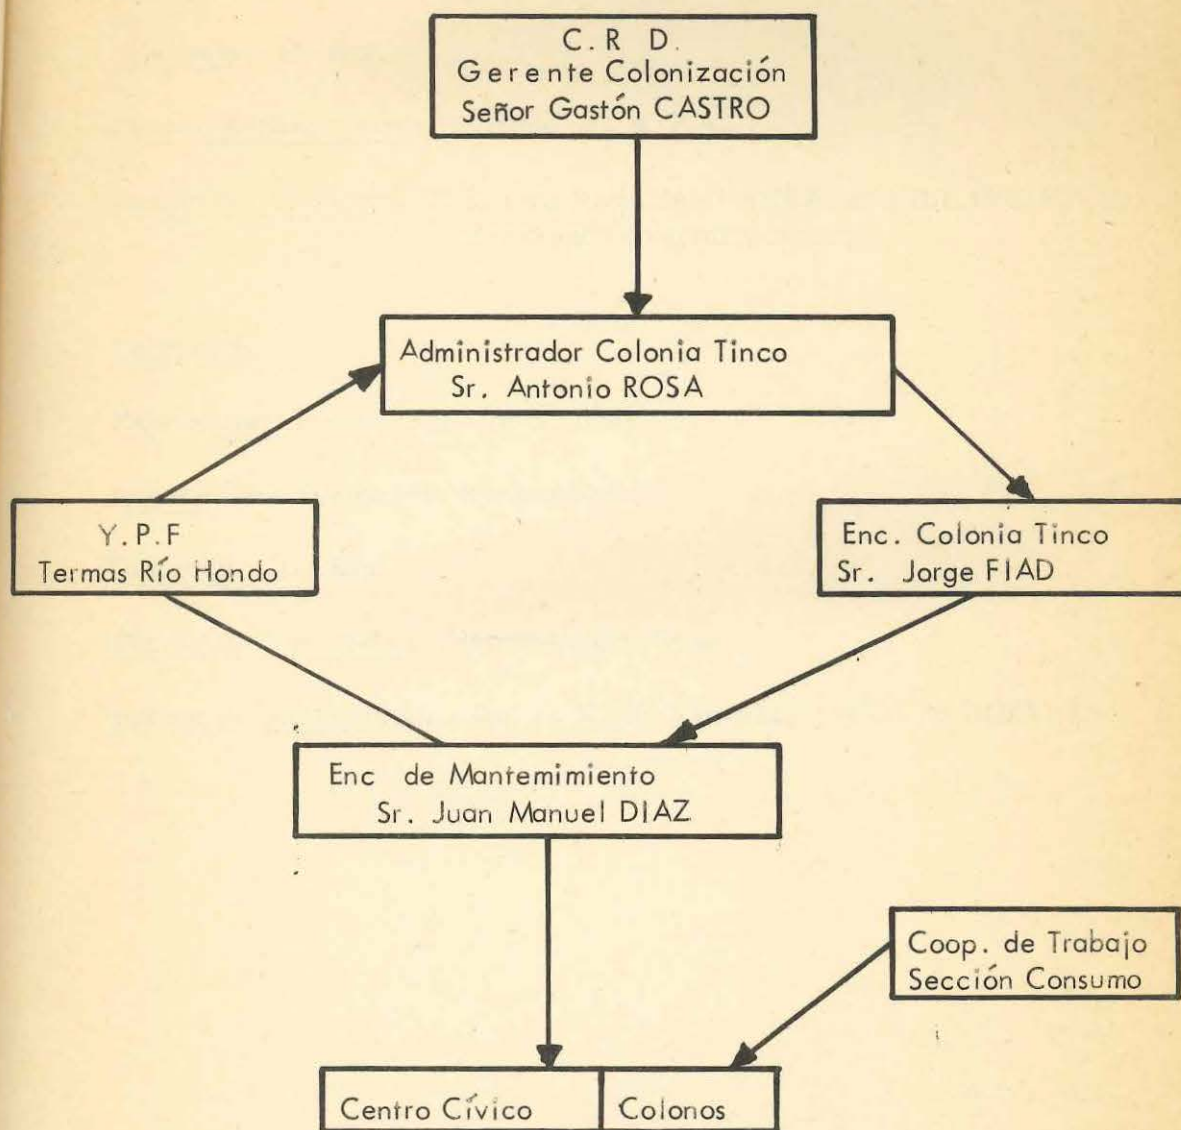 C. R D.
Gerente Colonización
Señor Gastón CASTRO
Administrador Colonia Tinco
Sr. Antonio ROSA
Y. P. F
Termas Río Hondo
Enc. Colonia Tinco
Sr. Jorge FIAD
Enc de Mantemimiento
Sr. Juan Manuel DIAZ
Coop. de Trabajo
Sección Consumo
Centro Cívico
Colonos